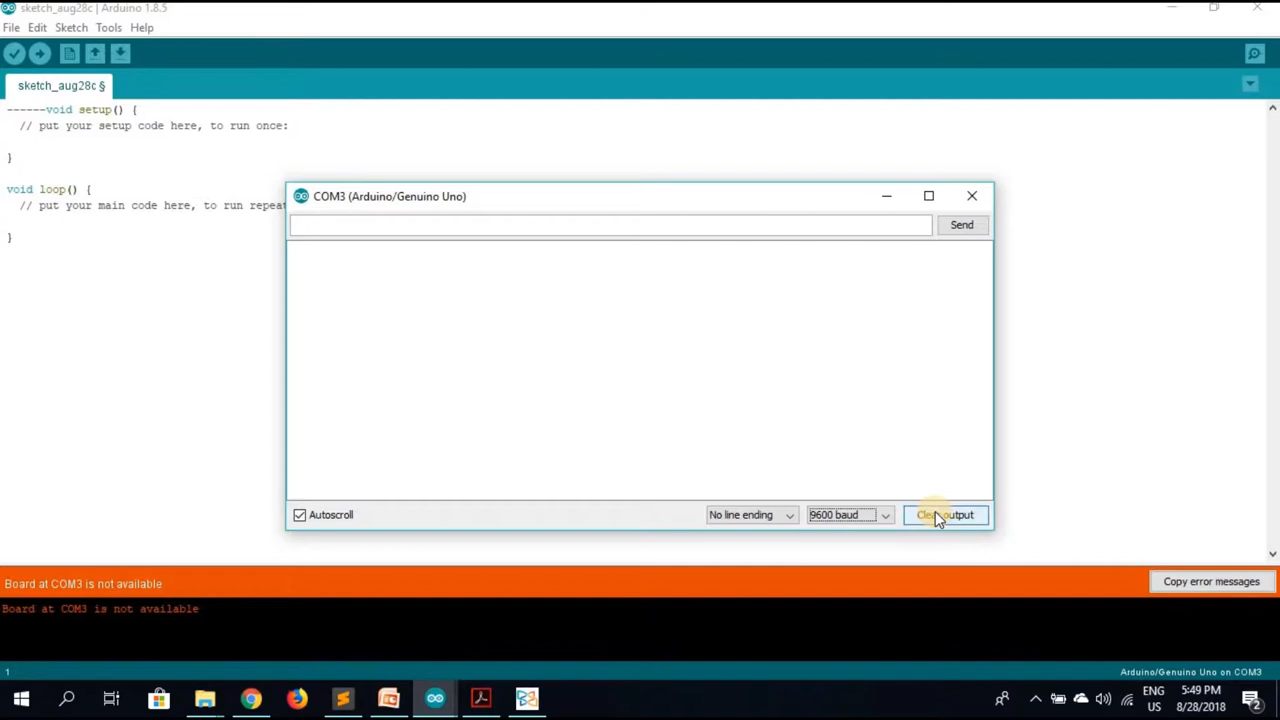 sketch_aug28c | Arduino 1.8.5
File Edit Sketch Tools Help
sketch_aug28c §
------void setup() {
// put your setup code here, to run once:
}
void loop() {
// put your main code here, to run repeat
}
COM3 (Arduino/Genuino Uno)
Send
Autoscroll
No line ending
9600 baud
Clear output
Board at COM3 is not available
Copy error messages
Board at COM3 is not available
1
Arduino/Genuino Uno on COM3
ENG
US
5:49 PM
8/28/2018
2